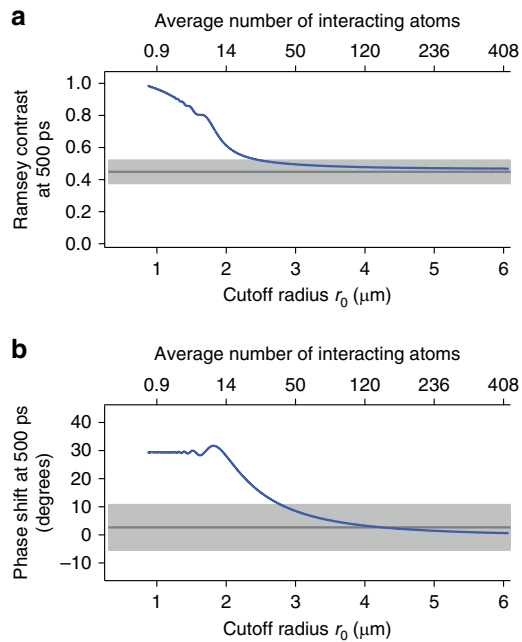 a
Average number of interacting atoms
0.9 14 50 120 236 408
Ramsey contrast
at 500 ps
1.0
0.8
0.6
0.4
0.2
0.0
1 2 3 4 5 6
Cutoff radius r₀ (μm)
b
Average number of interacting atoms
0.9 14 50 120 236 408
Phase shift at 500 ps
(degrees)
40
30
20
10
0
−10
1 2 3 4 5 6
Cutoff radius r₀ (μm)